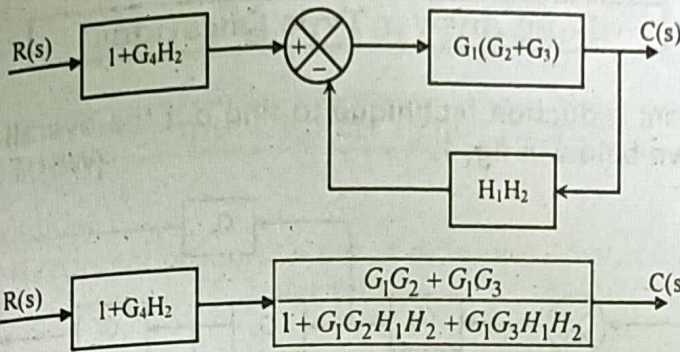 R(s)
1+G₄H₂
+
−
G₁(G₂+G₃)
C(s)
H₁H₂
R(s)
1+G₄H₂
G₁G₂ + G₁G₃
1 + G₁G₂H₁H₂ + G₁G₃H₁H₂
C(s